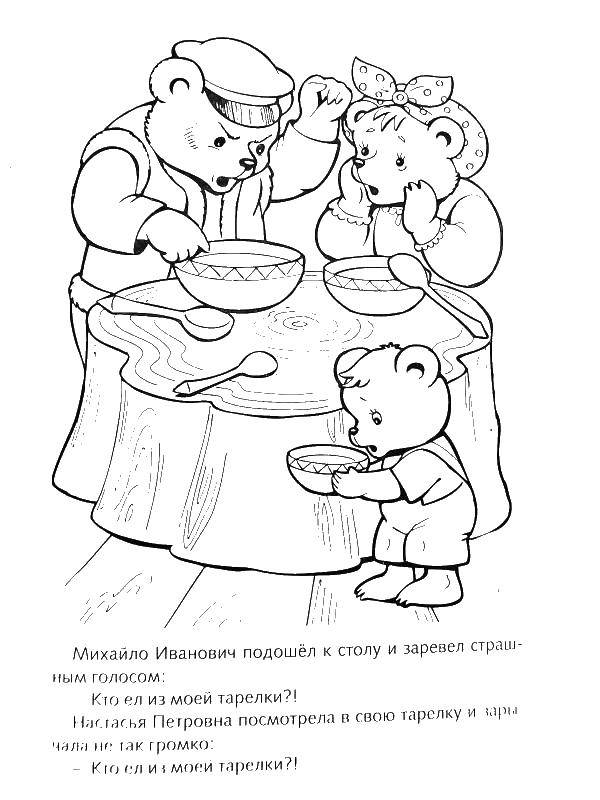 Михайло Иванович подошёл к столу и заревел страш-
ным голосом:
Кто ел из моей тарелки?!
Настасья Петровна посмотрела в свою тарелку и зары
чала не так громко:
– Кто ел из моей тарелки?!